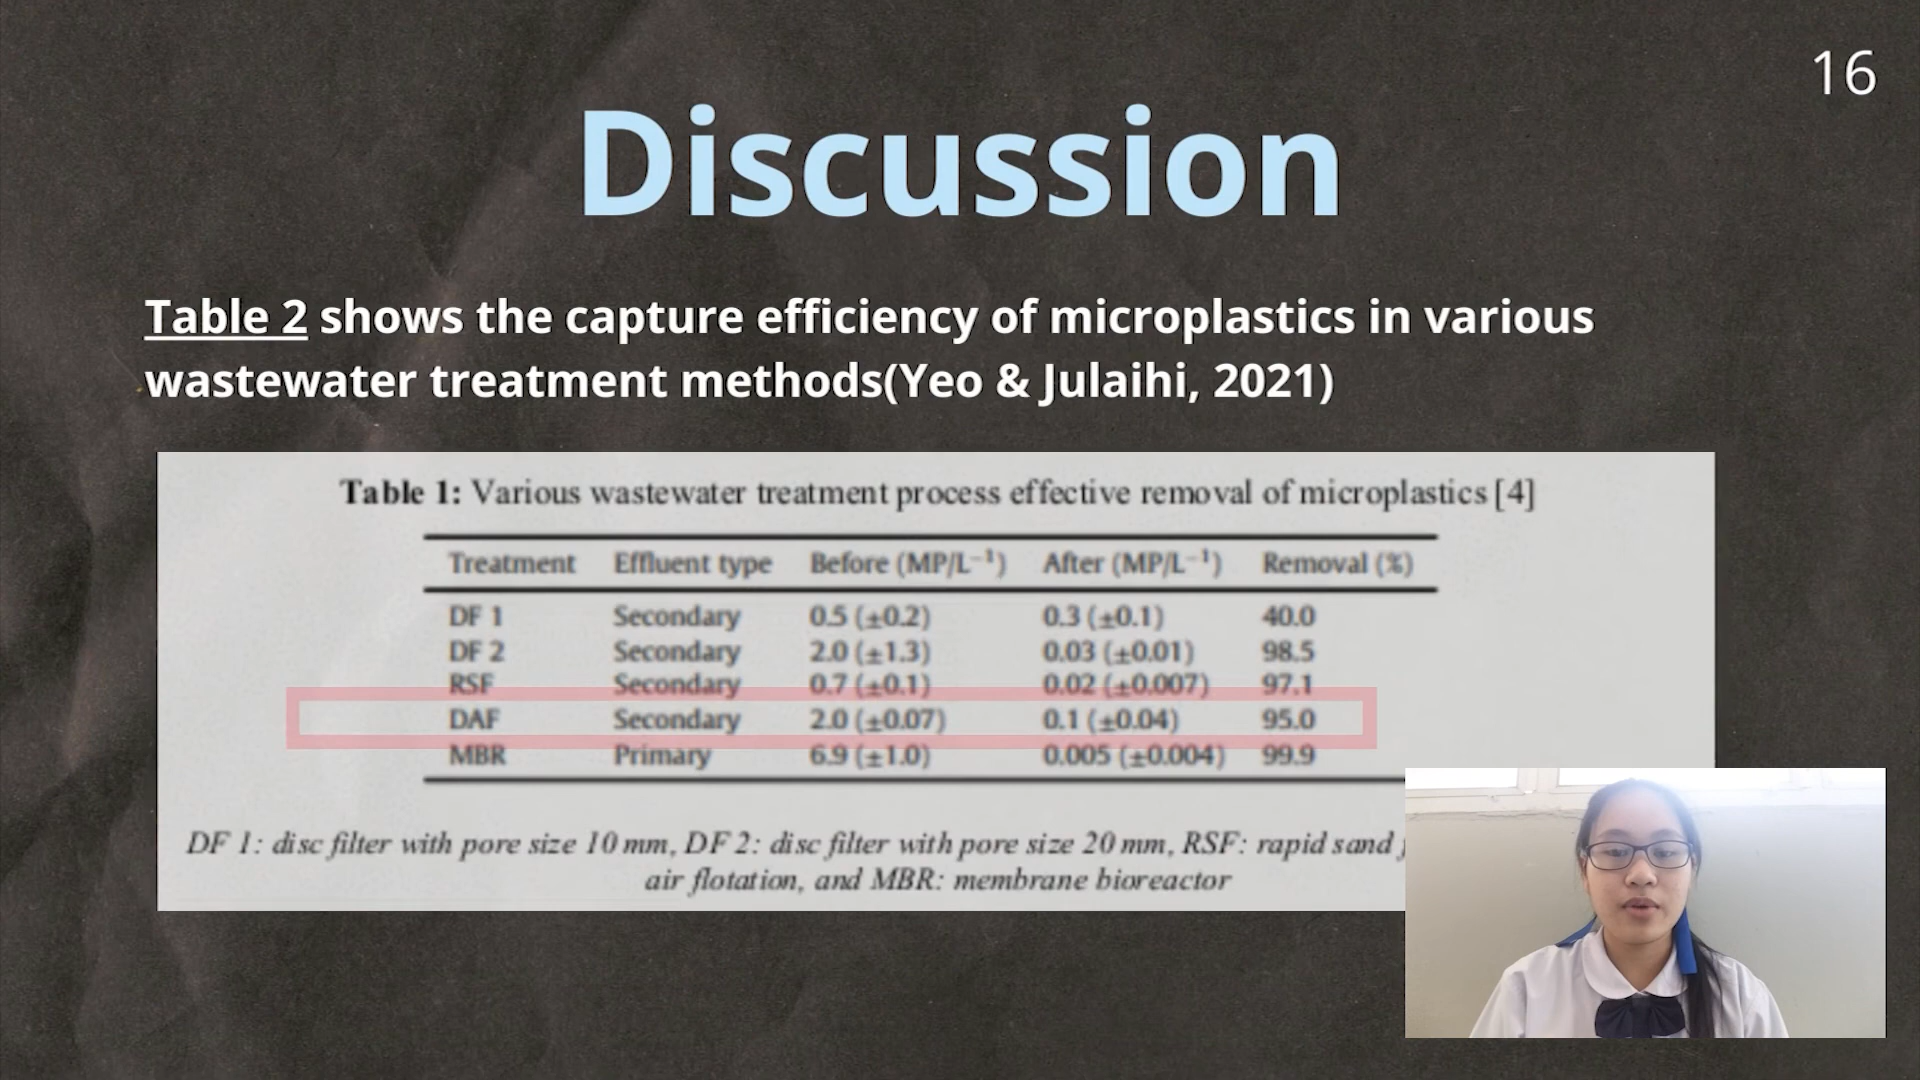 16
Discussion
Table 2 shows the capture efficiency of microplastics in various
wastewater treatment methods(Yeo & Julaihi, 2021)
Table 1: Various wastewater treatment process effective removal of microplastics [4]
Treatment Effluent type Before (MP/L⁻¹) After (MP/L⁻¹) Removal (%)
DF 1 Secondary 0.5 (±0.2) 0.3 (±0.1) 40.0
DF 2 Secondary 2.0 (±1.3) 0.03 (±0.01) 98.5
RSF Secondary 0.7 (±0.1) 0.02 (±0.007) 97.1
DAF Secondary 2.0 (±0.07) 0.1 (±0.04) 95.0
MBR Primary 6.9 (±1.0) 0.005 (±0.004) 99.9
DF 1: disc filter with pore size 10 mm, DF 2: disc filter with pore size 20 mm, RSF: rapid sand
air flotation, and MBR: membrane bioreactor